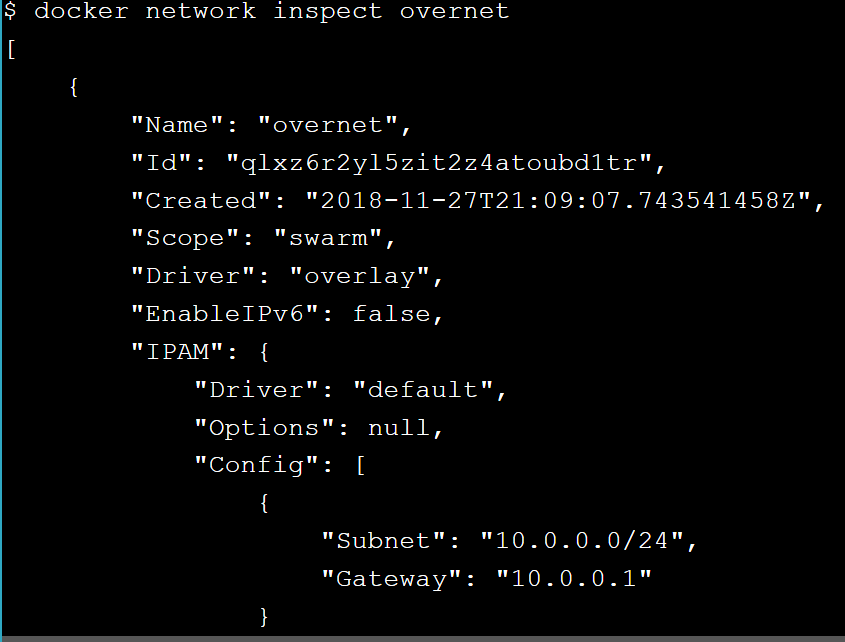 $ docker network inspect overnet
[
    {
        "Name": "overnet",
        "Id": "qlxz6r2yl5zit2z4atoubd1tr",
        "Created": "2018-11-27T21:09:07.743541458Z",
        "Scope": "swarm",
        "Driver": "overlay",
        "EnableIPv6": false,
        "IPAM": {
            "Driver": "default",
            "Options": null,
            "Config": [
                {
                    "Subnet": "10.0.0.0/24",
                    "Gateway": "10.0.0.1"
                }